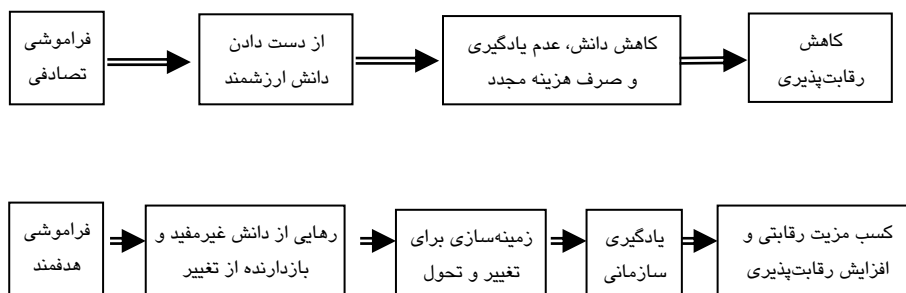 فراموشی
تصادفی
از دست دادن
دانش ارزشمند
کاهش دانش، عدم یادگیری
و صرف هزینه مجدد
کاهش
رقابت‌پذیری
فراموشی
هدفمند
رهایی از دانش غیرمفید و
بازدارنده از تغییر
زمینه‌سازی برای
تغییر و تحول
یادگیری
سازمانی
کسب مزیت رقابتی و
افزایش رقابت‌پذیری